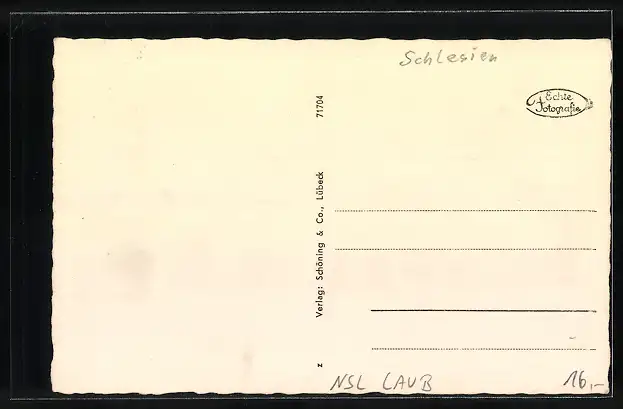 Schlesien
Echte
Fotografie
Verlag: Schöning & Co., Lübeck 71704
z
NSL LAUB 16,-